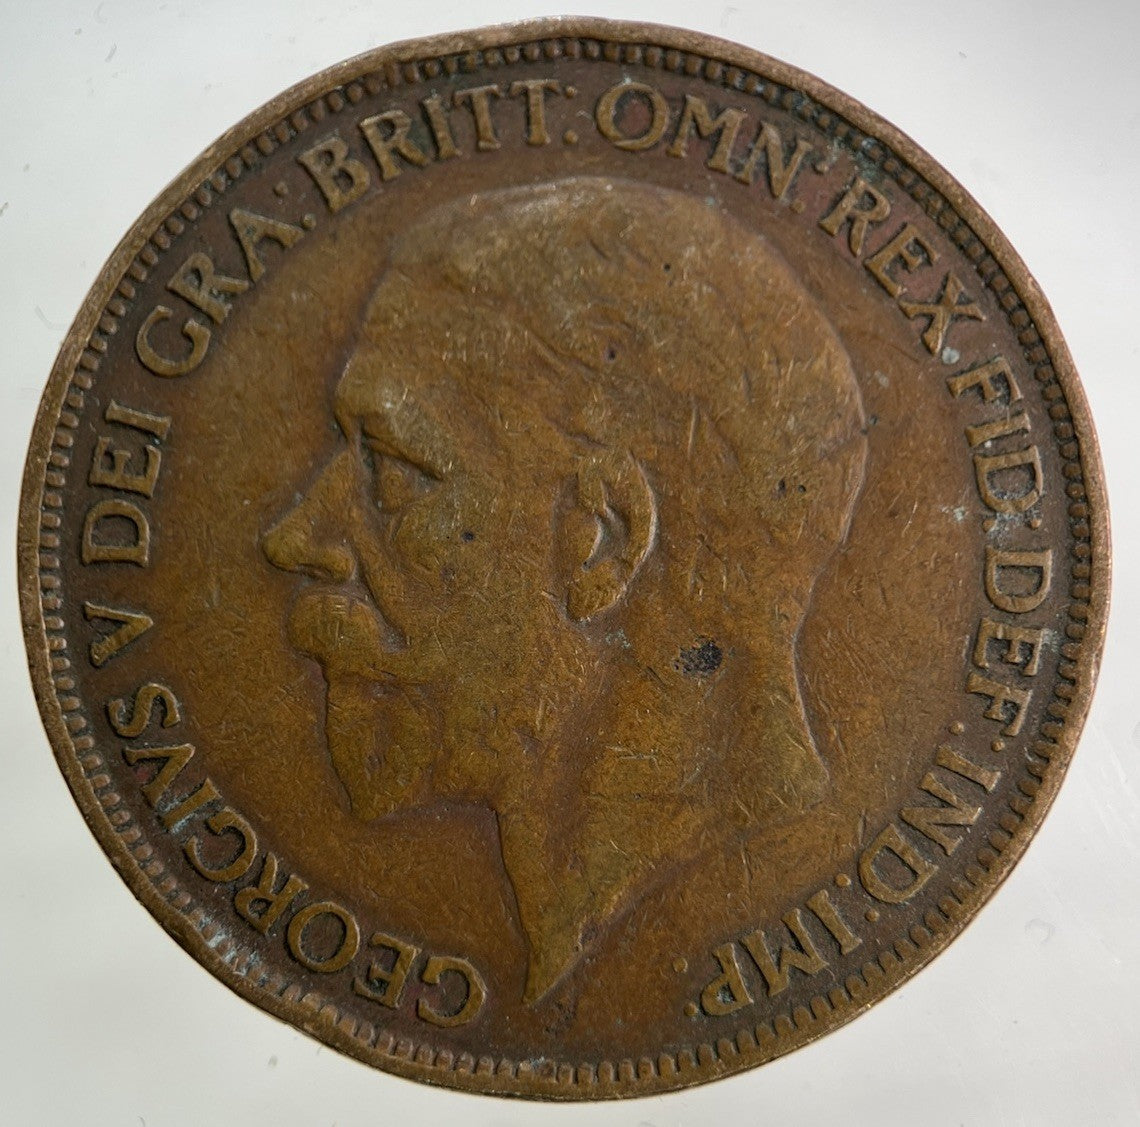 GEORGIVS V DEI GRA: BRITT: OMN: REX FID: DEF: IND: IMP: